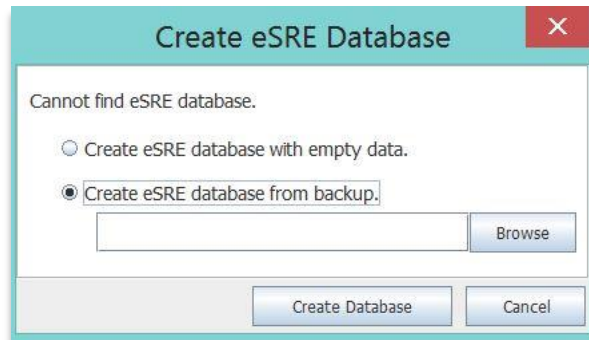 Create eSRE Database
Cannot find eSRE database.
Create eSRE database with empty data.
Create eSRE database from backup.
Browse
Create Database
Cancel